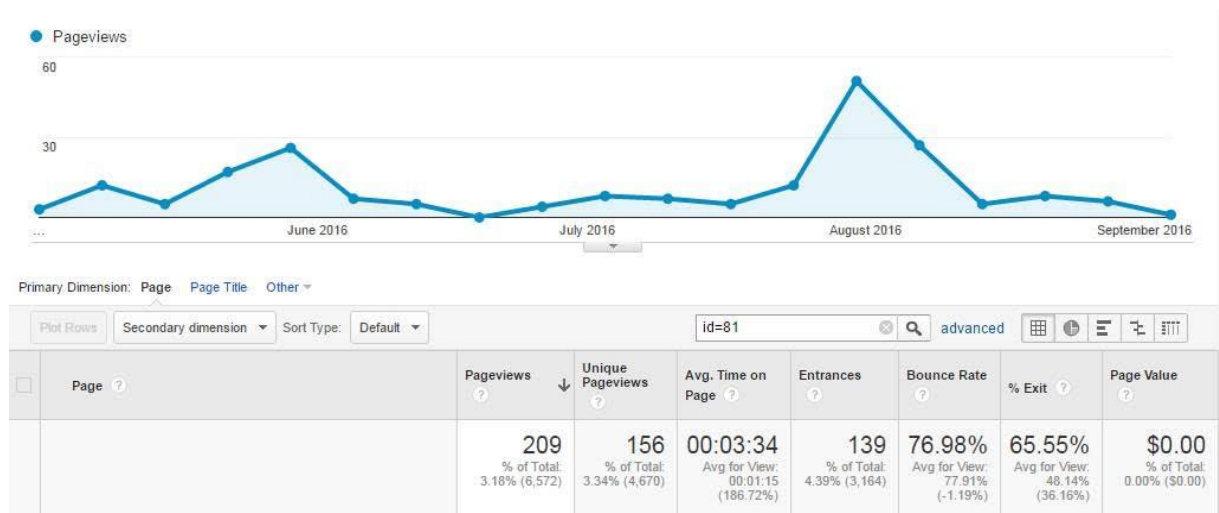 Pageviews
60
30
...
June 2016
July 2016
August 2016
September 2016
Primary Dimension: Page Page Title Other
Plot Rows Secondary dimension Sort Type: Default id=81 advanced
Page ?
Pageviews ?
Unique Pageviews ?
Avg. Time on Page ?
Entrances ?
Bounce Rate ?
% Exit ?
Page Value ?
209
% of Total:
3.18% (6,572)
156
% of Total:
3.34% (4,670)
00:03:34
Avg for View:
00:01:15
(186.72%)
139
% of Total:
4.39% (3,164)
76.98%
Avg for View:
77.91%
(-1.19%)
65.55%
Avg for View:
48.14%
(36.16%)
$0.00
% of Total:
0.00% ($0.00)